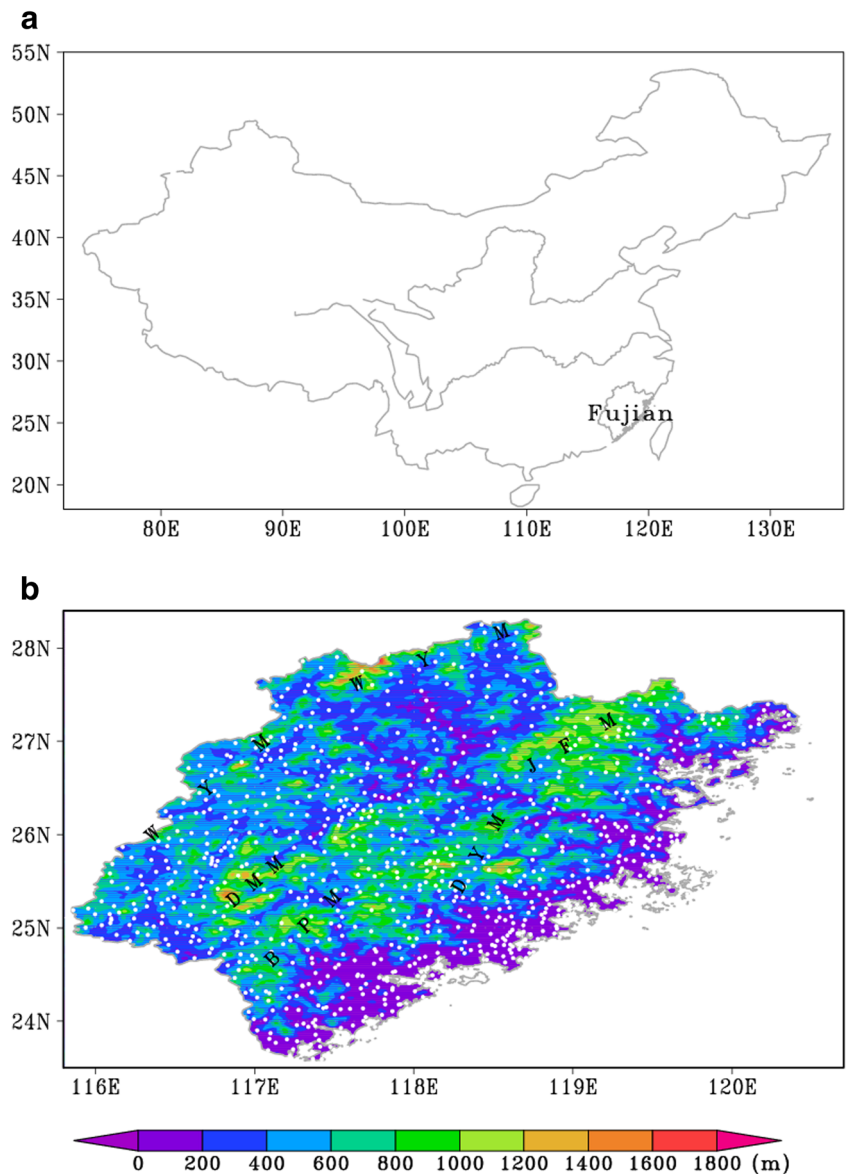 a
55N
50N
45N
40N
35N
30N
25N
20N
Fujian
80E 90E 100E 110E 120E 130E
b
28N
27N
26N
25N
24N
W Y M
W Y M
J F M
D M M
D Y M
B P M
116E 117E 118E 119E 120E
0 200 400 600 800 1000 1200 1400 1600 1800 (m)